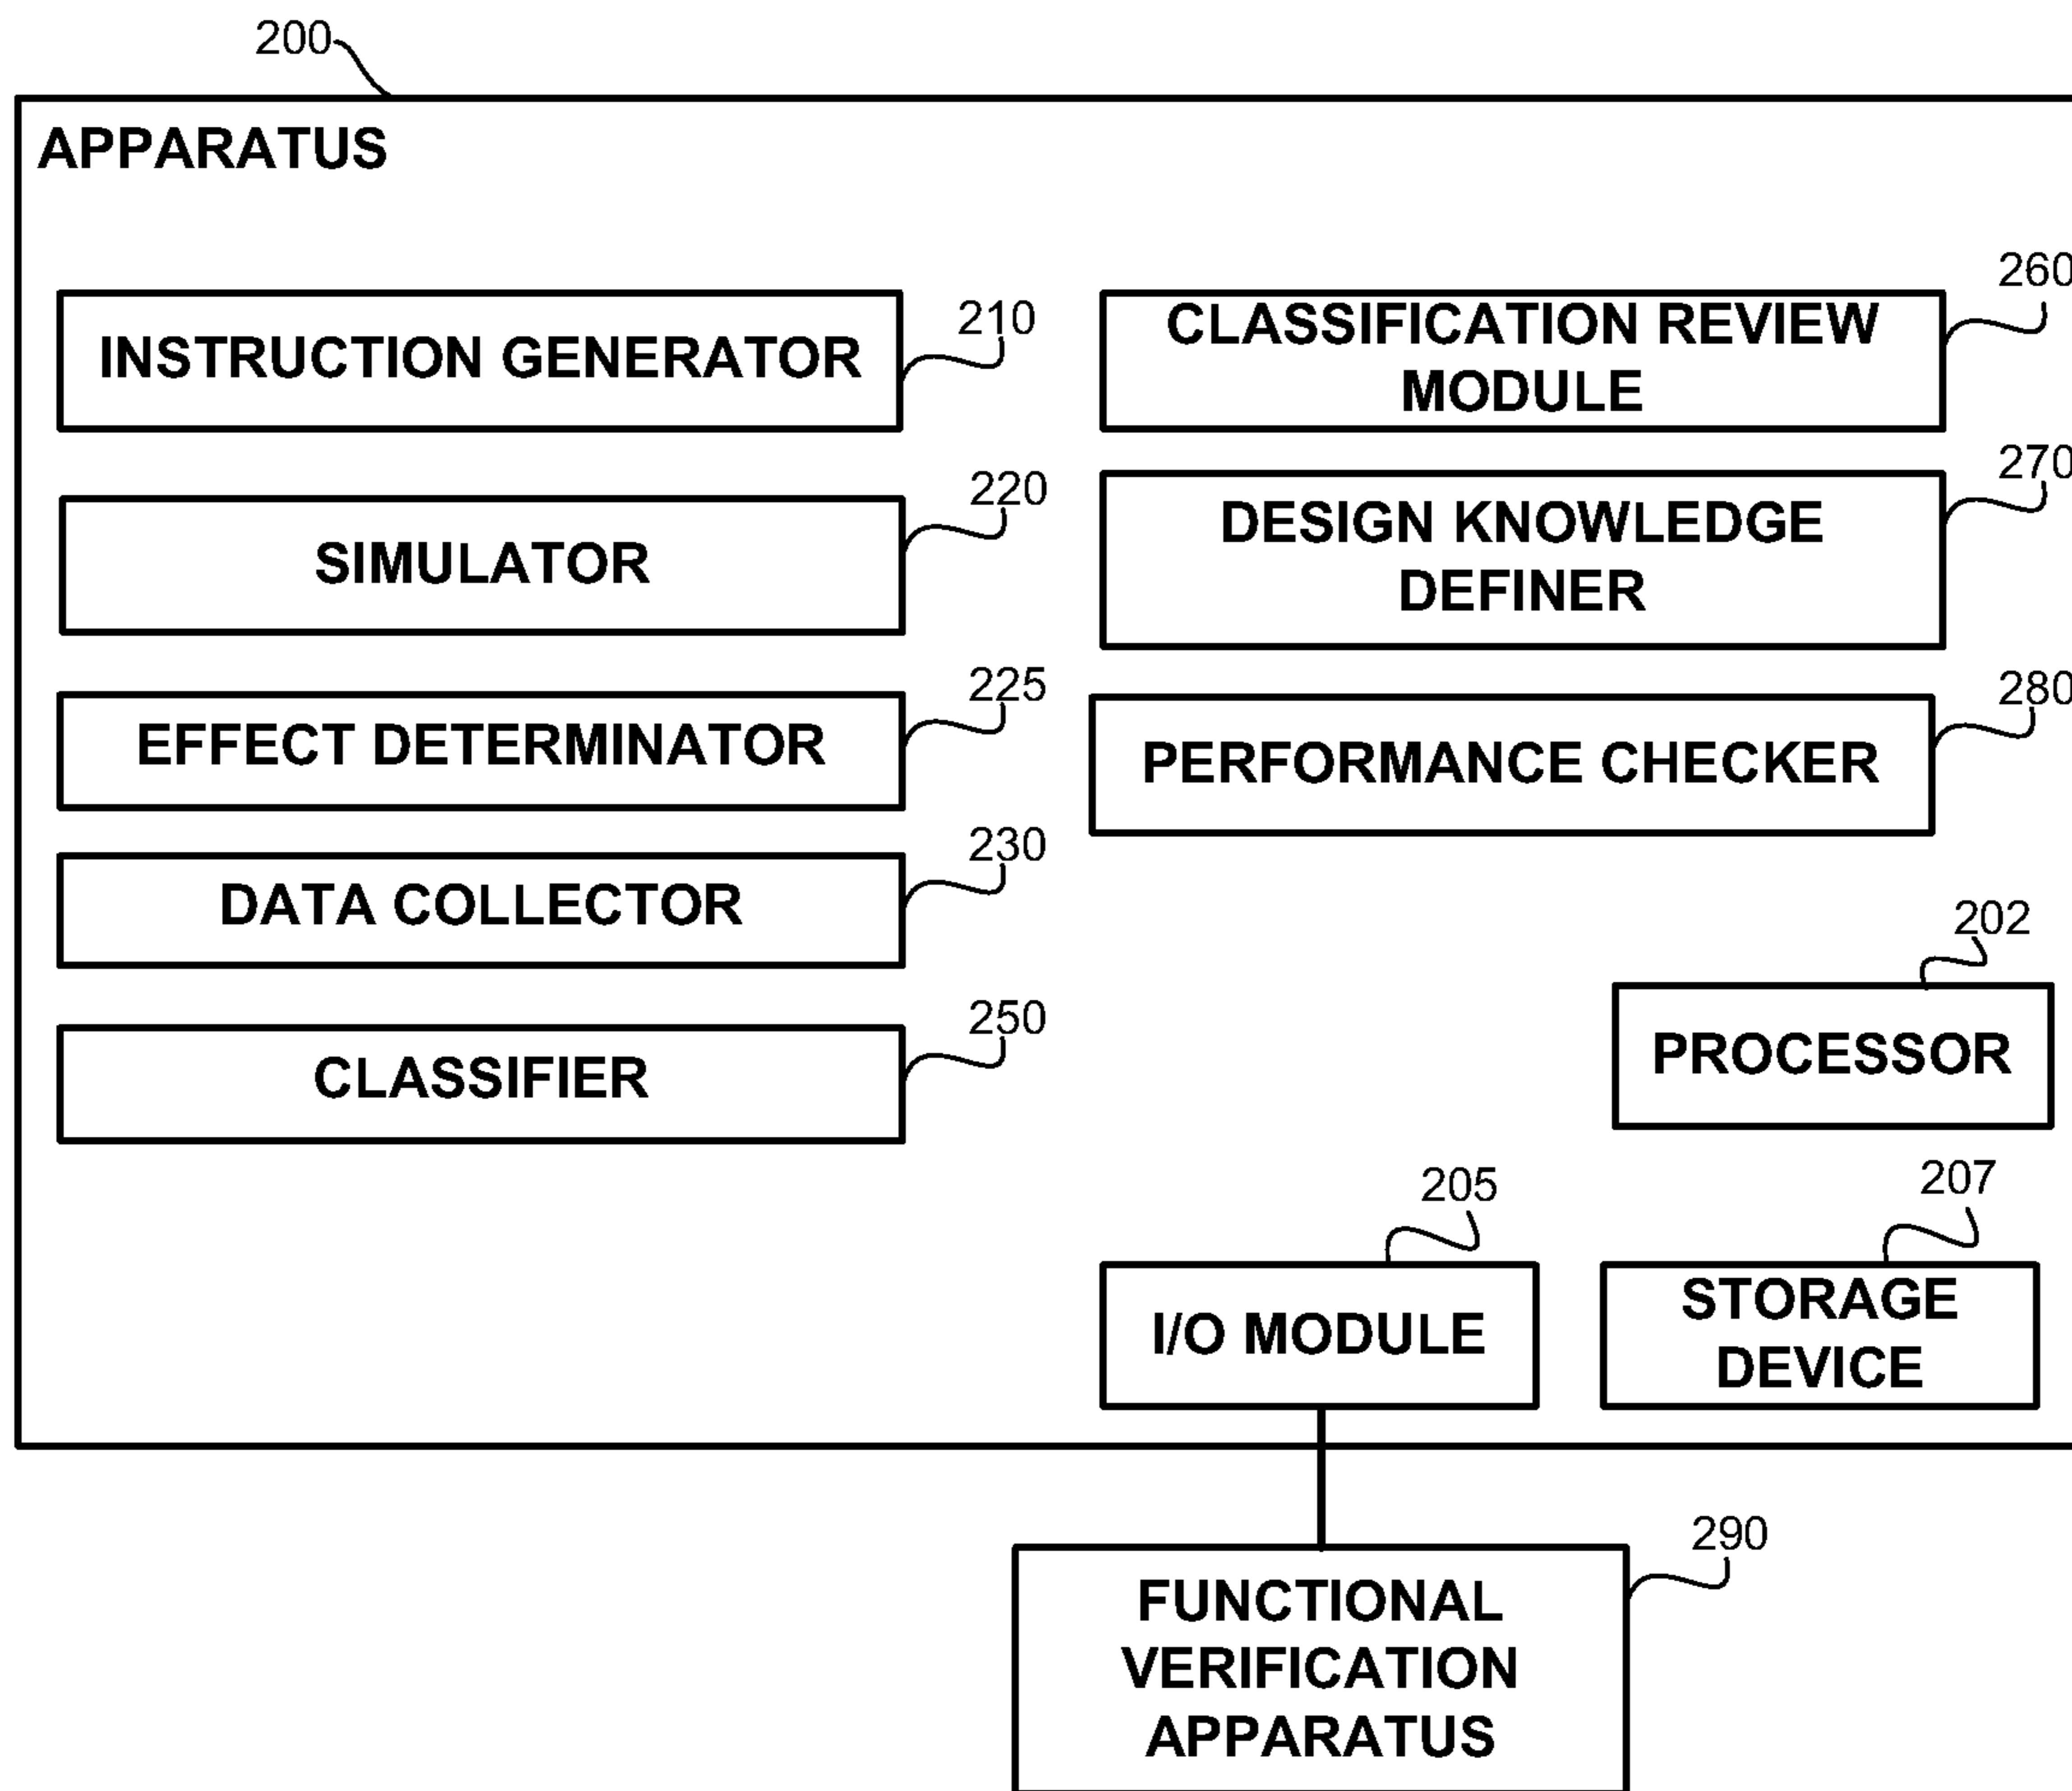 200
APPARATUS
INSTRUCTION GENERATOR
210
SIMULATOR
220
EFFECT DETERMINATOR
225
DATA COLLECTOR
230
CLASSIFIER
250
CLASSIFICATION REVIEW
MODULE
260
DESIGN KNOWLEDGE
DEFINER
270
PERFORMANCE CHECKER
280
202
PROCESSOR
205
I/O MODULE
207
STORAGE
DEVICE
290
FUNCTIONAL
VERIFICATION
APPARATUS